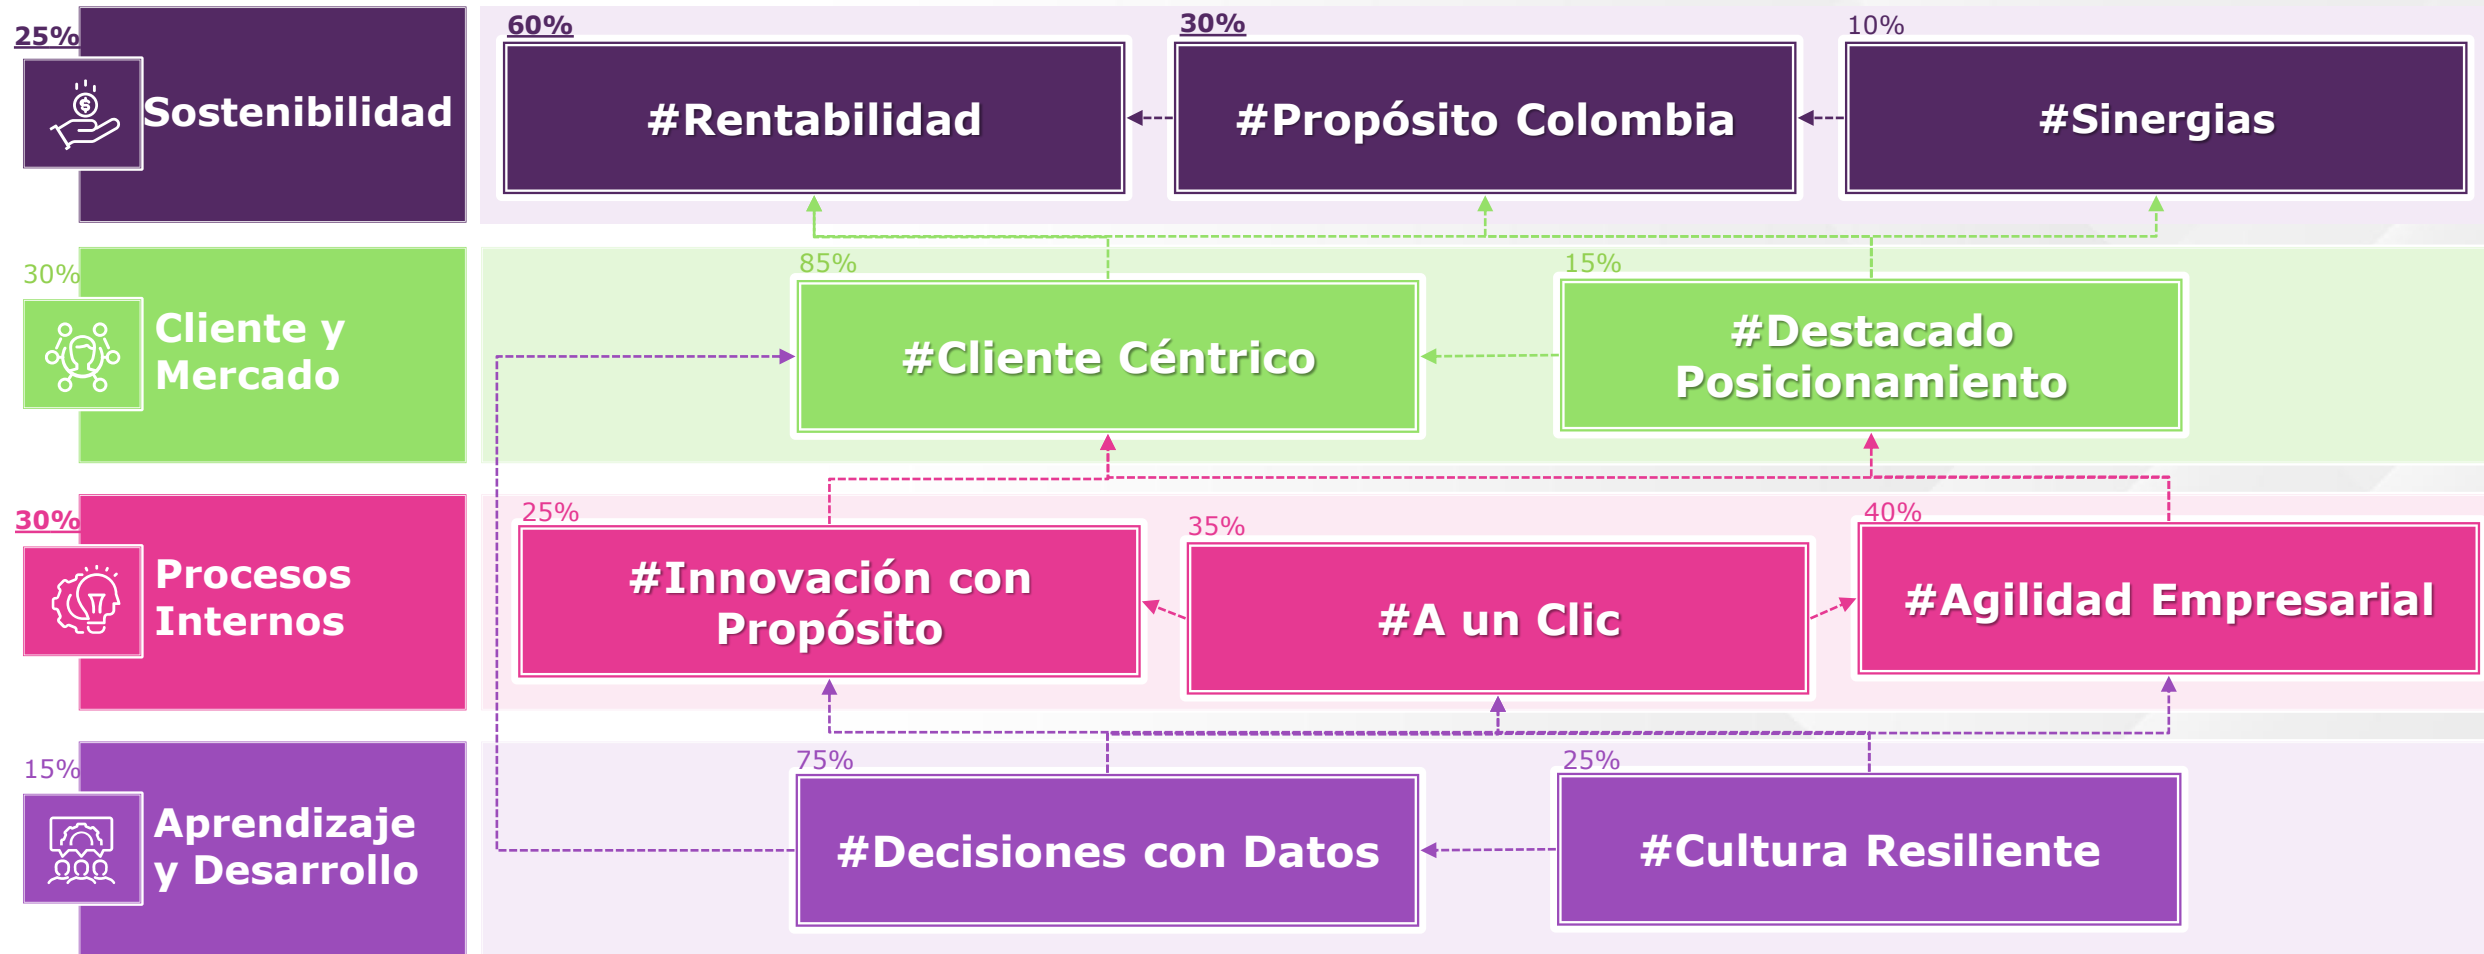 25%
Sostenibilidad
60%
#Rentabilidad
30%
#Propósito Colombia
10%
#Sinergias
30%
Cliente y
Mercado
85%
#Cliente Céntrico
15%
#Destacado
Posicionamiento
30%
Procesos
Internos
25%
#Innovación con
Propósito
35%
#A un Clic
40%
#Agilidad Empresarial
15%
Aprendizaje
y Desarrollo
75%
#Decisiones con Datos
25%
#Cultura Resiliente